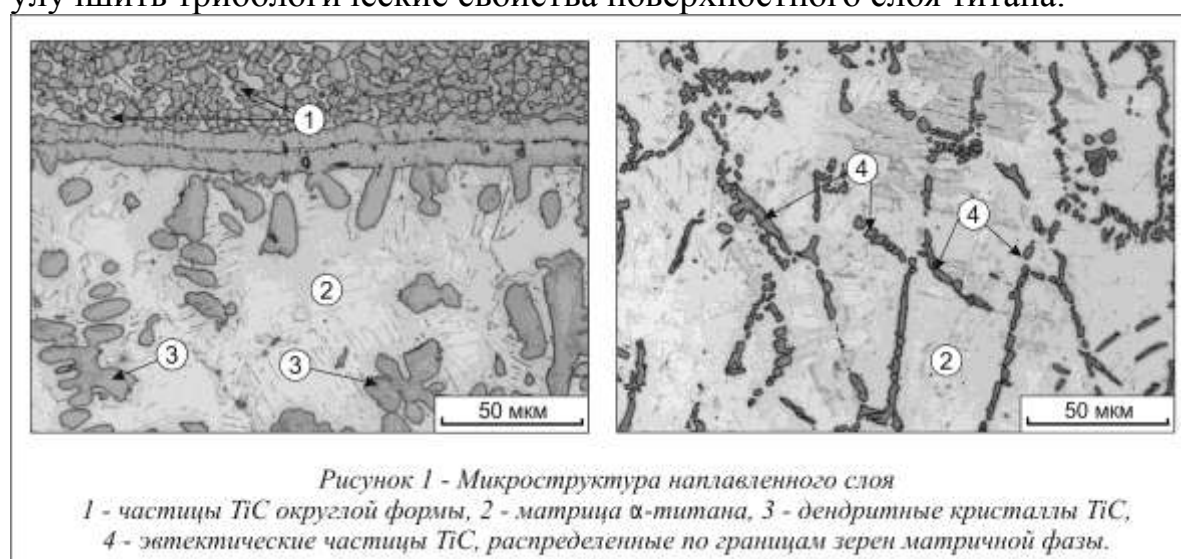 улучшить трибологические свойства поверхностного слоя титана.
1
2
3
3
50 мкм
4
4
2
50 мкм
Рисунок 1 - Микроструктура наплавленного слоя
1 - частицы TiC округлой формы, 2 - матрица α-титана, 3 - дендритные кристаллы TiC,
4 - эвтектические частицы TiC, распределенные по границам зерен матричной фазы.